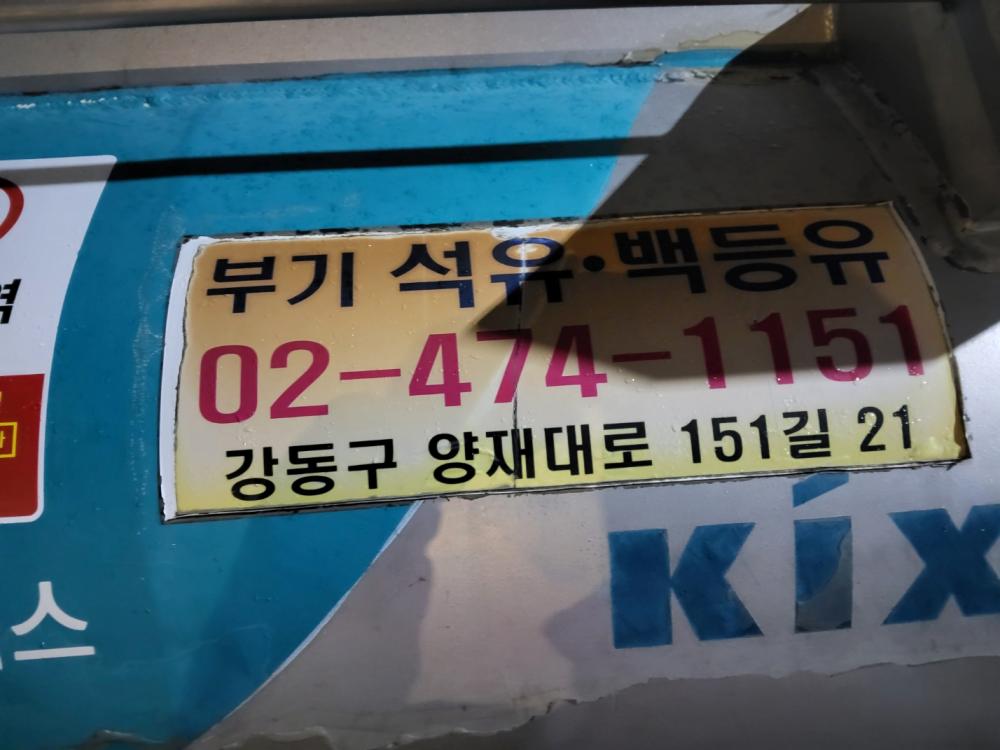 부기 석유·백등유
02-474-1151
강동구 양재대로 151길 21
Kix
스